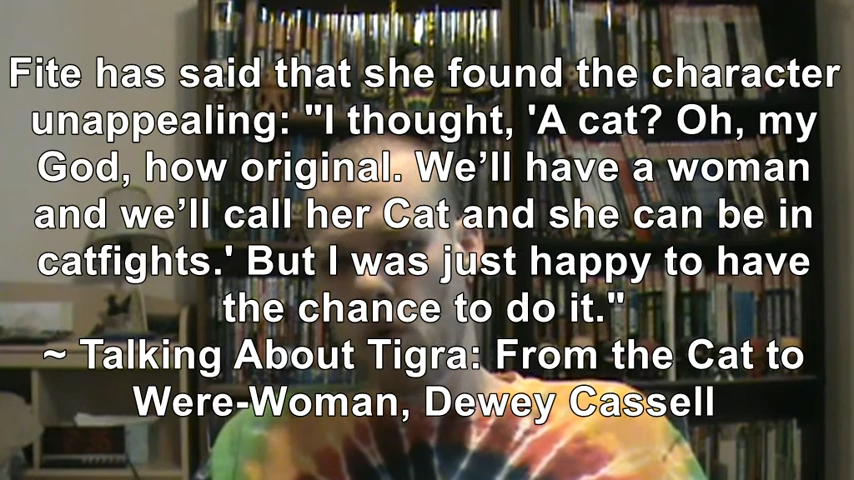 Fite has said that she found the character
unappealing: "I thought, 'A cat? Oh, my
God, how original. We’ll have a woman
and we’ll call her Cat and she can be in
catfights.' But I was just happy to have
the chance to do it."
~ Talking About Tigra: From the Cat to
Were-Woman, Dewey Cassell